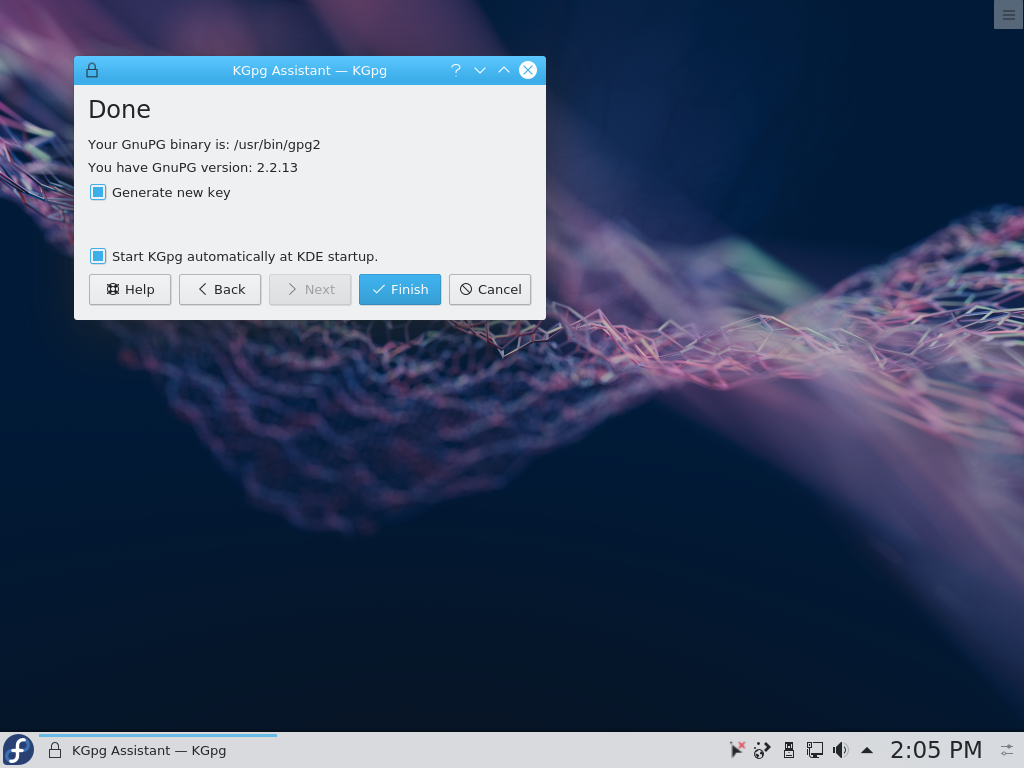 KGpg Assistant — KGpg
Done
Your GnuPG binary is: /usr/bin/gpg2
You have GnuPG version: 2.2.13
Generate new key
Start KGpg automatically at KDE startup.
Help Back Next Finish Cancel
KGpg Assistant — KGpg 2:05 PM